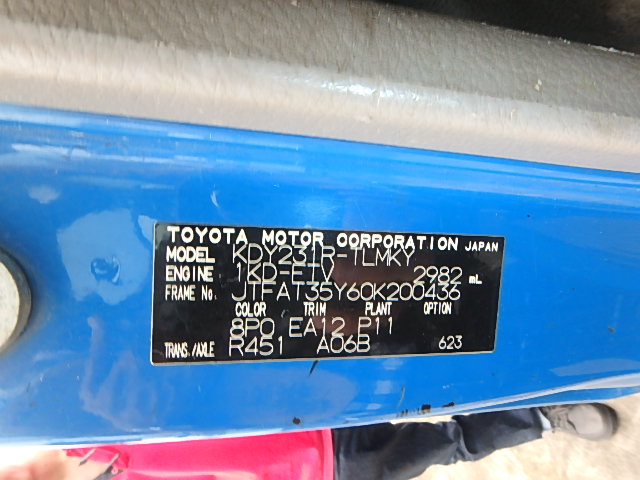 TOYOTA MOTOR CORPORATION JAPAN
MODEL KDY231R-TLMKY
ENGINE 1KD-FTV 2982 mL
FRAME No. JTFAT35Y60K200436
COLOR TRIM PLANT OPTION
8P0 EA12 P11
TRANS./AXLE R451 A06B 623